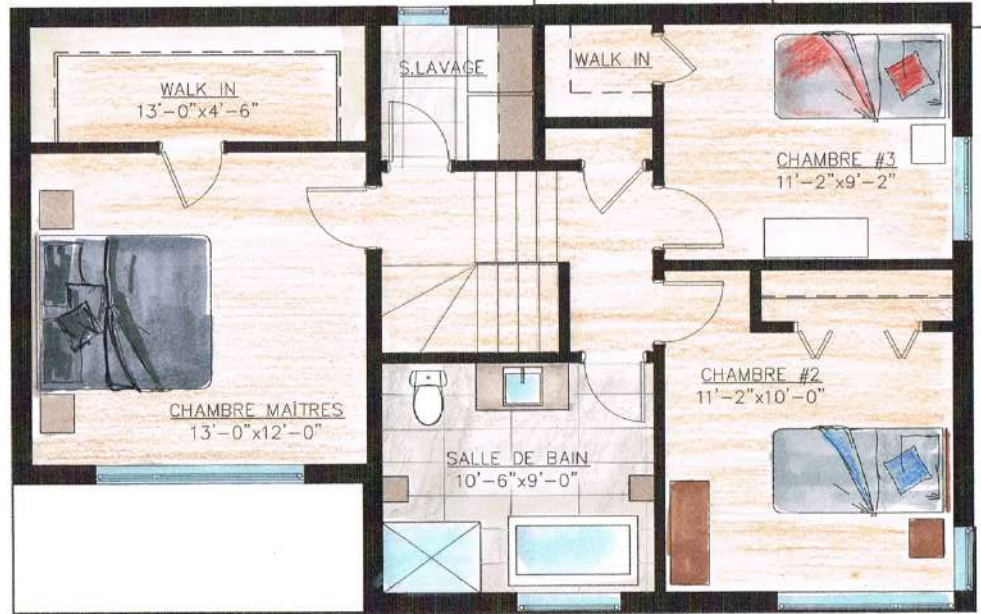 WALK IN
13'-0"x4'-6"
S.LAVAGE
WALK IN
CHAMBRE #3
11'-2"x9'-2"
CHAMBRE MAÎTRES
13'-0"x12'-0"
SALLE DE BAIN
10'-6"x9'-0"
CHAMBRE #2
11'-2"x10'-0"